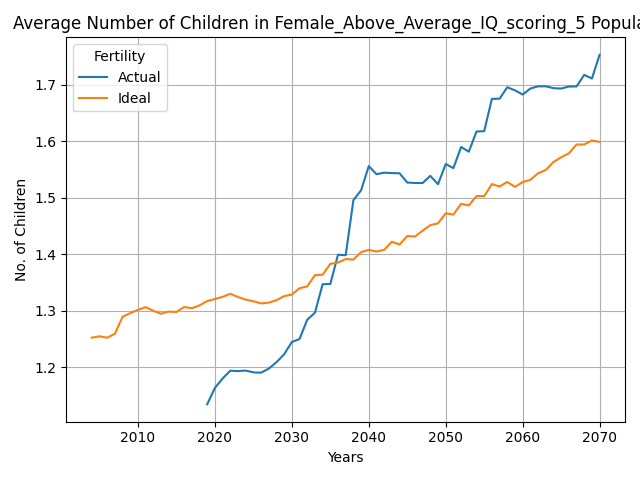 Average Number of Children in Female_Above_Average_IQ_scoring_5 Popula
Fertility
Actual
Ideal
1.7
1.6
1.5
1.4
1.3
1.2
No. of Children
2010 2020 2030 2040 2050 2060 2070
Years